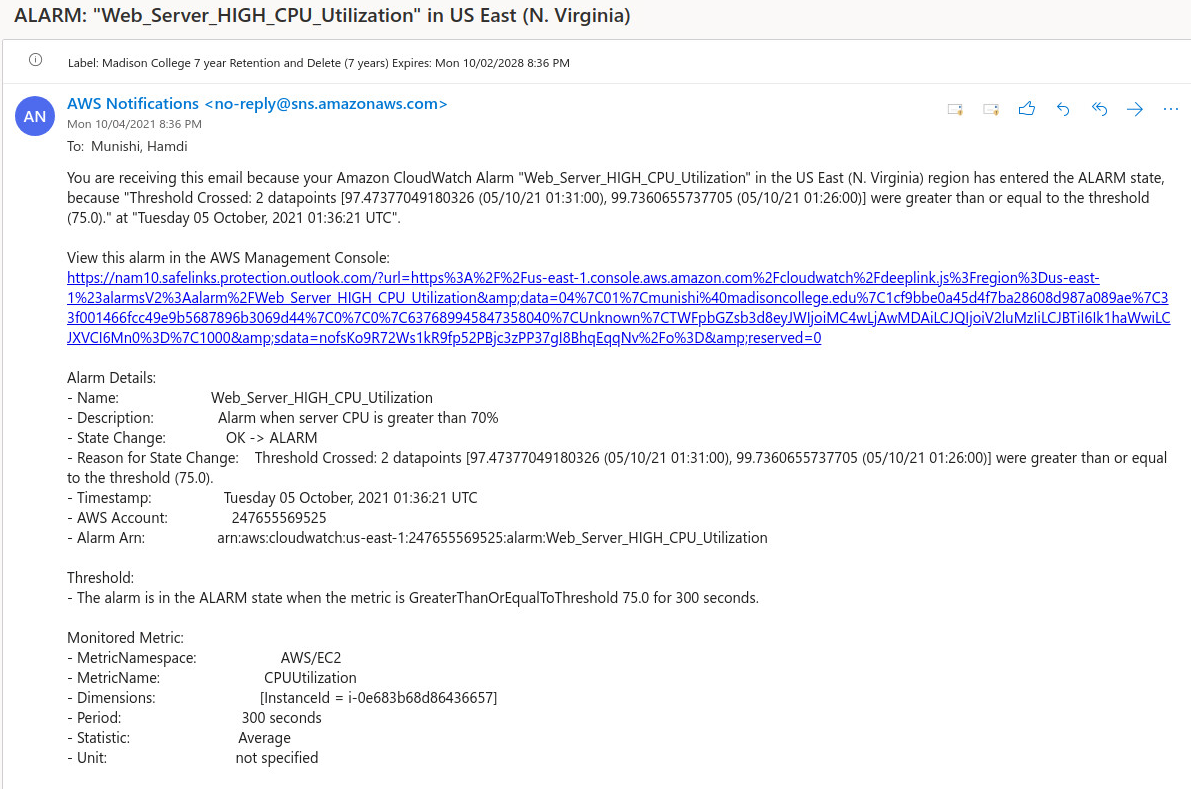 ALARM: "Web_Server_HIGH_CPU_Utilization" in US East (N. Virginia)
Label: Madison College 7 year Retention and Delete (7 years) Expires: Mon 10/02/2028 8:36 PM
AN
AWS Notifications <no-reply@sns.amazonaws.com>
Mon 10/04/2021 8:36 PM
To: Munishi, Hamdi
You are receiving this email because your Amazon CloudWatch Alarm "Web_Server_HIGH_CPU_Utilization" in the US East (N. Virginia) region has entered the ALARM state,
because "Threshold Crossed: 2 datapoints [97.47377049180326 (05/10/21 01:31:00), 99.7360655737705 (05/10/21 01:26:00)] were greater than or equal to the threshold
(75.0)." at "Tuesday 05 October, 2021 01:36:21 UTC".
View this alarm in the AWS Management Console:
https://nam10.safelinks.protection.outlook.com/?url=https%3A%2F%2Fus-east-1.console.aws.amazon.com%2Fcloudwatch%2Fdeeplink.js%3Fregion%3Dus-east-
1%23alarmsV2%3Aalarm%2FWeb_Server_HIGH_CPU_Utilization&amp;data=04%7C01%7Cmunishi%40madisoncollege.edu%7C1cf9bbe0a45d4f7ba28608d987a089ae%7C3
3f001466fcc49e9b5687896b3069d44%7C0%7C0%7C637689945847358040%7CUnknown%7CTWFpbGZsb3d8eyJWIjoiMC4wLjAwMDAiLCJQIjoiV2luMzIiLCJBTiI6Ik1haWwiLC
JXVCI6Mn0%3D%7C1000&amp;sdata=nofsKo9R72Ws1kR9fp52PBjc3zPP37gI8BhqEqqNv%2Fo%3D&amp;reserved=0
Alarm Details:
- Name: Web_Server_HIGH_CPU_Utilization
- Description: Alarm when server CPU is greater than 70%
- State Change: OK -> ALARM
- Reason for State Change: Threshold Crossed: 2 datapoints [97.47377049180326 (05/10/21 01:31:00), 99.7360655737705 (05/10/21 01:26:00)] were greater than or equal
to the threshold (75.0).
- Timestamp: Tuesday 05 October, 2021 01:36:21 UTC
- AWS Account: 247655569525
- Alarm Arn: arn:aws:cloudwatch:us-east-1:247655569525:alarm:Web_Server_HIGH_CPU_Utilization
Threshold:
- The alarm is in the ALARM state when the metric is GreaterThanOrEqualToThreshold 75.0 for 300 seconds.
Monitored Metric:
- MetricNamespace: AWS/EC2
- MetricName: CPUUtilization
- Dimensions: [InstanceId = i-0e683b68d86436657]
- Period: 300 seconds
- Statistic: Average
- Unit: not specified